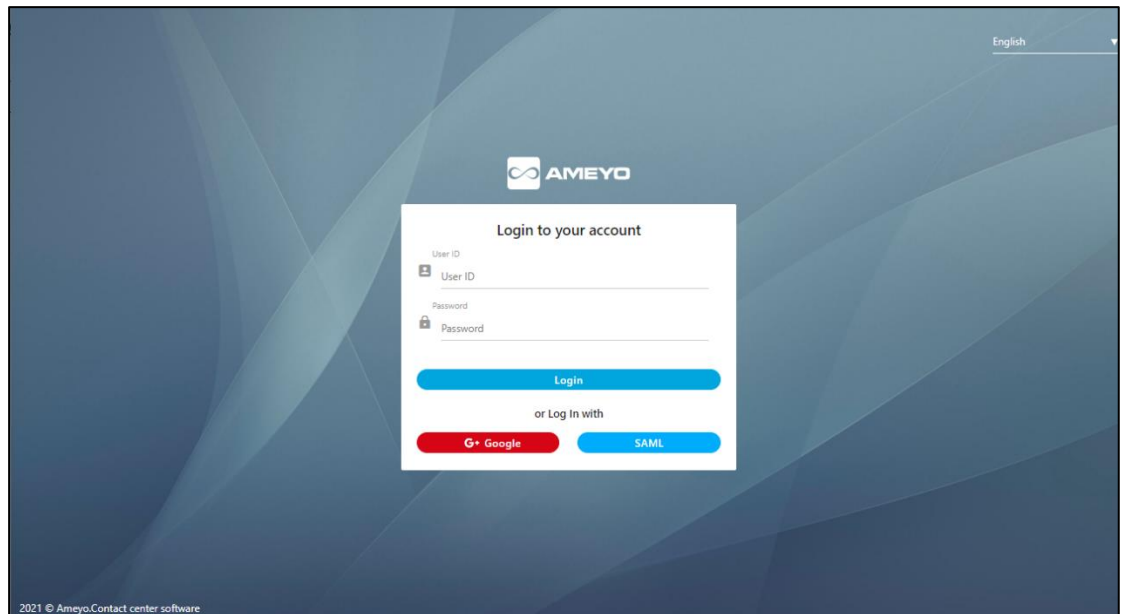 English
AMEYO
Login to your account
User ID
User ID
Password
Password
Login
or Log In with
G+ Google
SAML
2021 © Ameyo.Contact center software